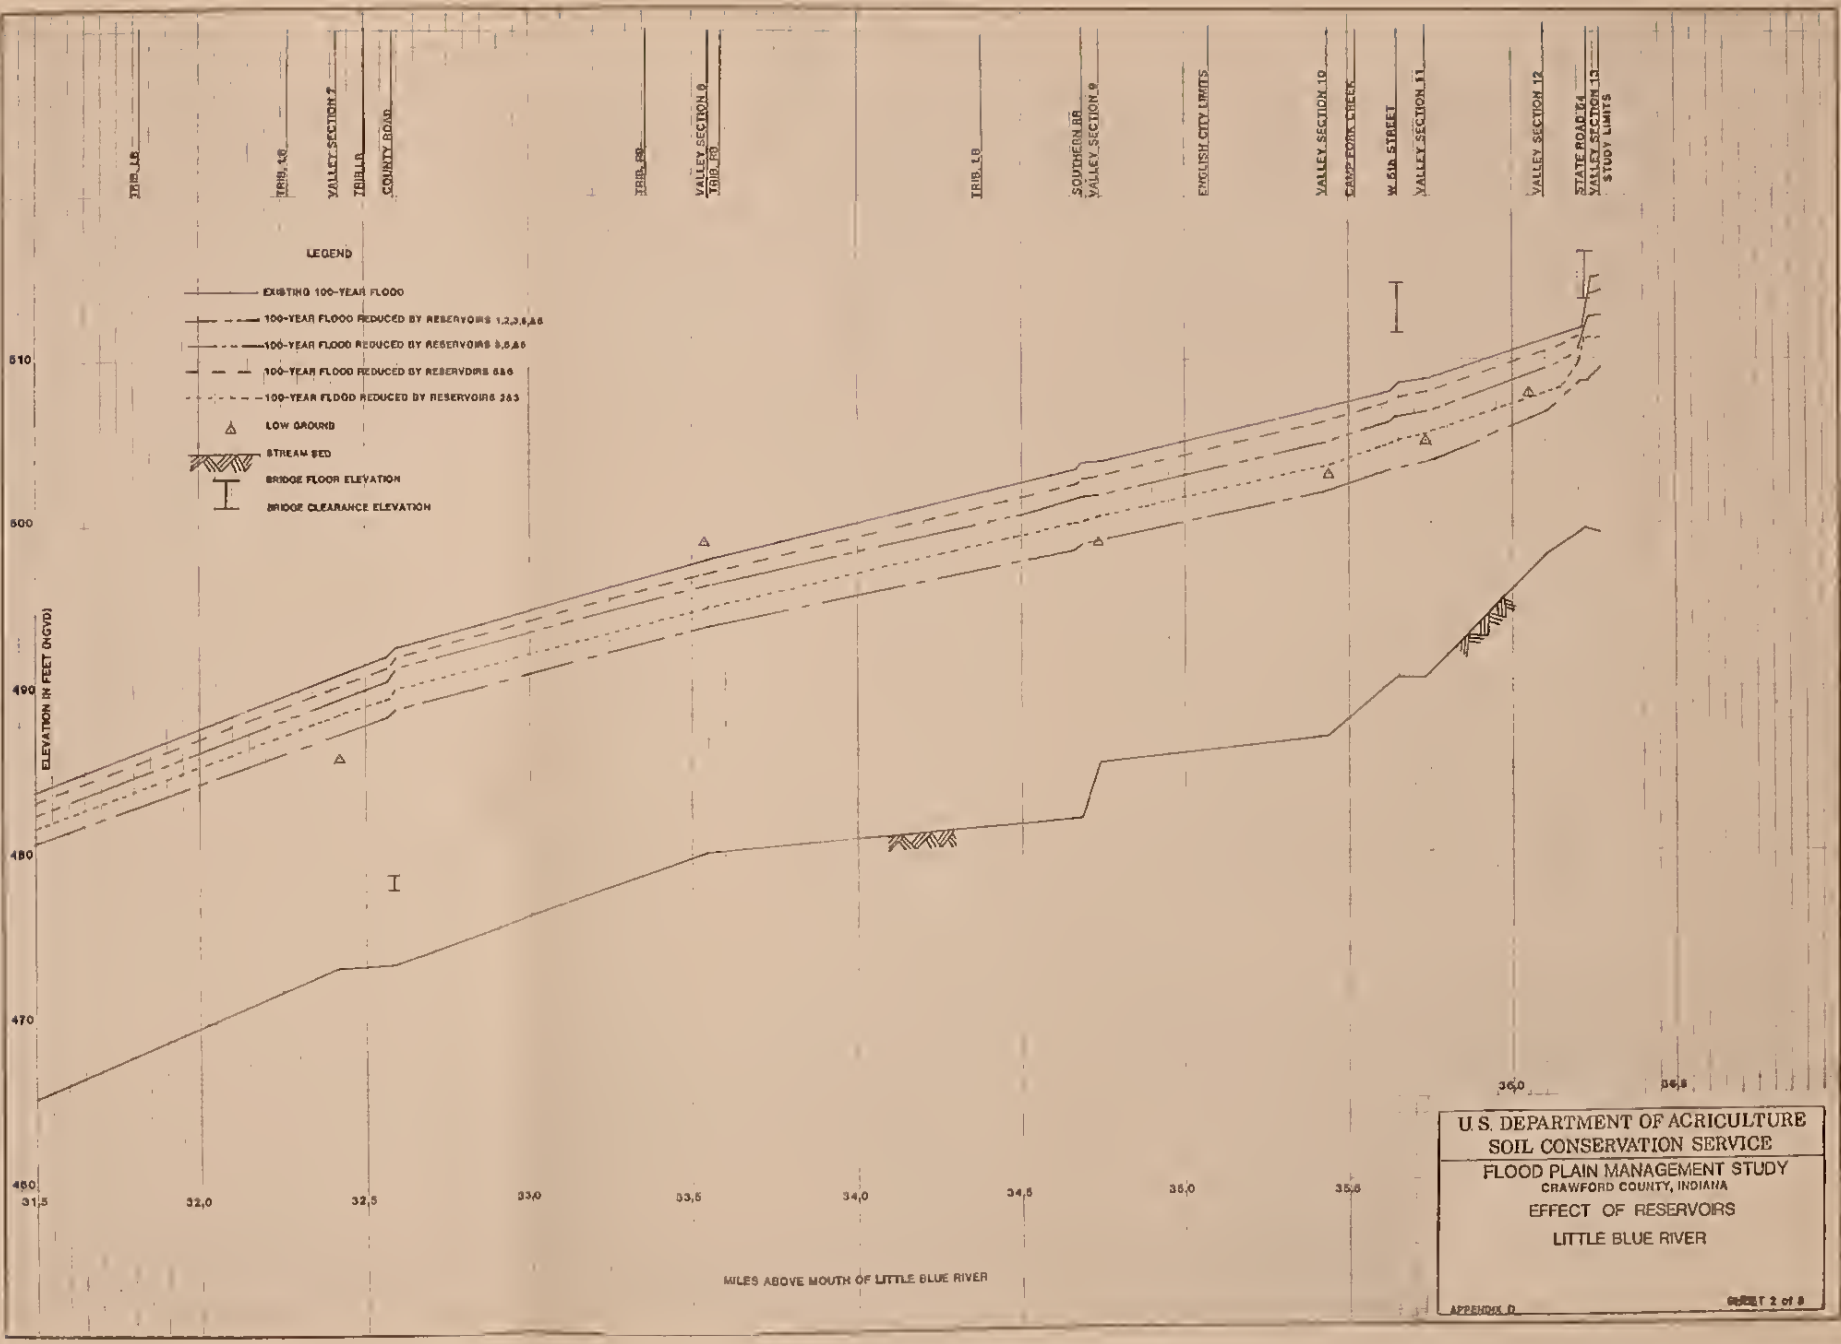 TRIB. LB
TRIB. LB
VALLEY SECTION 7
TRIB. LB
COUNTY ROAD
TRIB. RB
VALLEY SECTION 8
TRIB. RB
TRIB. LB
SOUTHERN RR
VALLEY SECTION 9
ENGLISH CITY LIMITS
VALLEY SECTION 10
CAMP FORK CREEK
W 5th STREET
VALLEY SECTION 11
VALLEY SECTION 12
STATE ROAD 64
VALLEY SECTION 13
STUDY LIMITS
LEGEND
EXISTING 100-YEAR FLOOD
100-YEAR FLOOD REDUCED BY RESERVOIRS 1,2,3,5,&6
100-YEAR FLOOD REDUCED BY RESERVOIRS 3,5,&6
100-YEAR FLOOD REDUCED BY RESERVOIRS 5&6
100-YEAR FLOOD REDUCED BY RESERVOIRS 2&3
LOW GROUND
STREAM BED
BRIDGE FLOOR ELEVATION
BRIDGE CLEARANCE ELEVATION
510
500
490
480
470
460
ELEVATION IN FEET (NGVD)
31,5 32,0 32,5 33,0 33,5 34,0 34,5 35,0 35,5 36,0 36,5
MILES ABOVE MOUTH OF LITTLE BLUE RIVER
U. S. DEPARTMENT OF AGRICULTURE
SOIL CONSERVATION SERVICE
FLOOD PLAIN MANAGEMENT STUDY
CRAWFORD COUNTY, INDIANA
EFFECT OF RESERVOIRS
LITTLE BLUE RIVER
APPENDIX D
SHEET 2 of